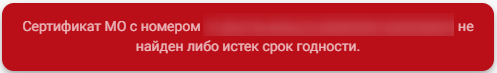 Сертификат МО с номером не
найден либо истек срок годности.